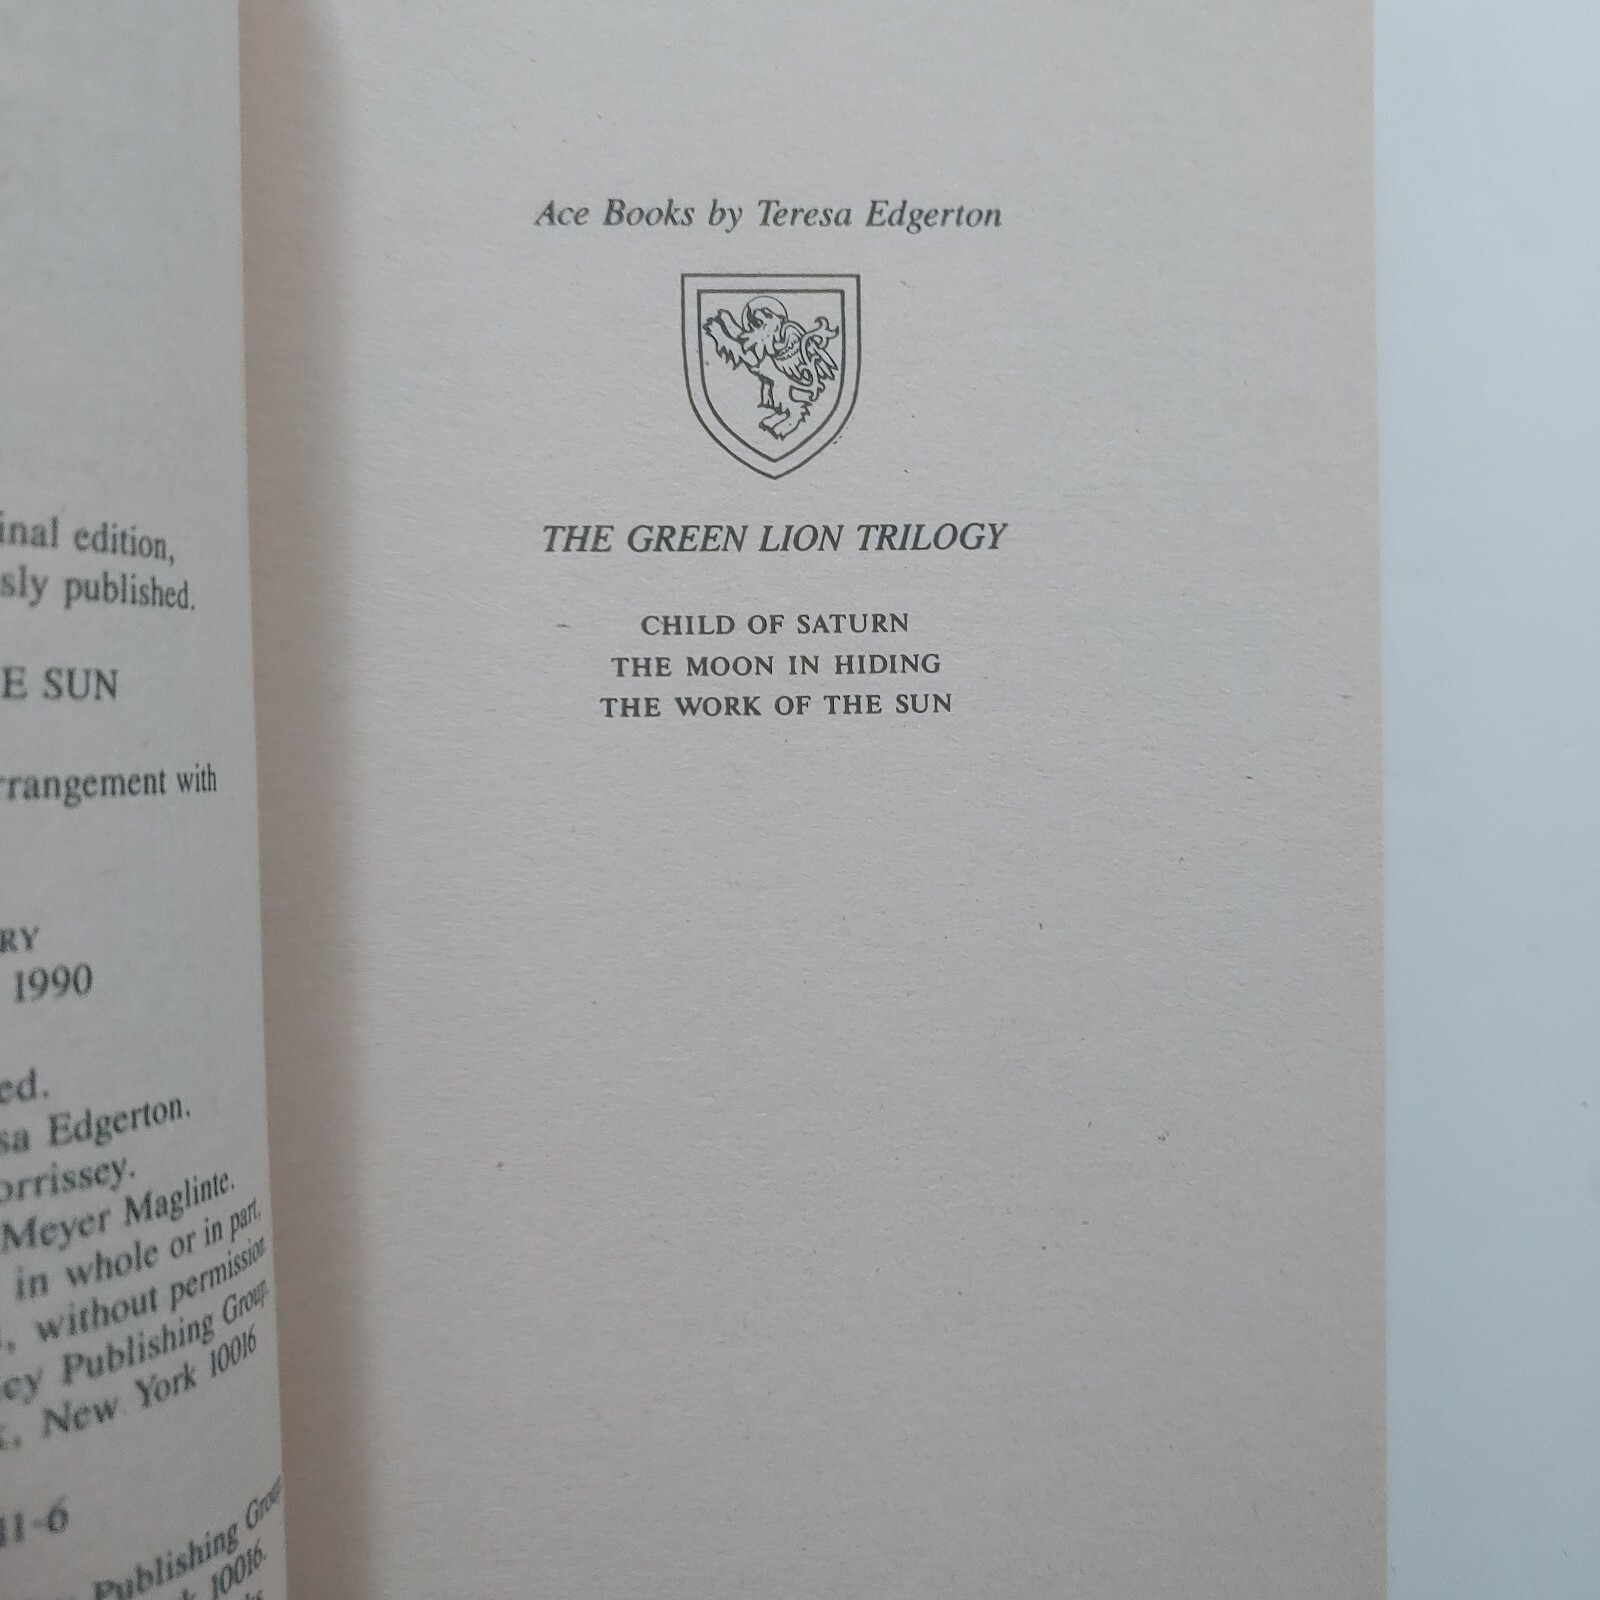 inal edition,
sly published.
E SUN
rrangement with
RY
1990
ed.
sa Edgerton.
orrissey.
Meyer Maglinte.
in whole or in part,
without permission
ey Publishing Group,
New York 10016
11-6
Publishing Group
10016.
Ace Books by Teresa Edgerton
THE GREEN LION TRILOGY
CHILD OF SATURN
THE MOON IN HIDING
THE WORK OF THE SUN